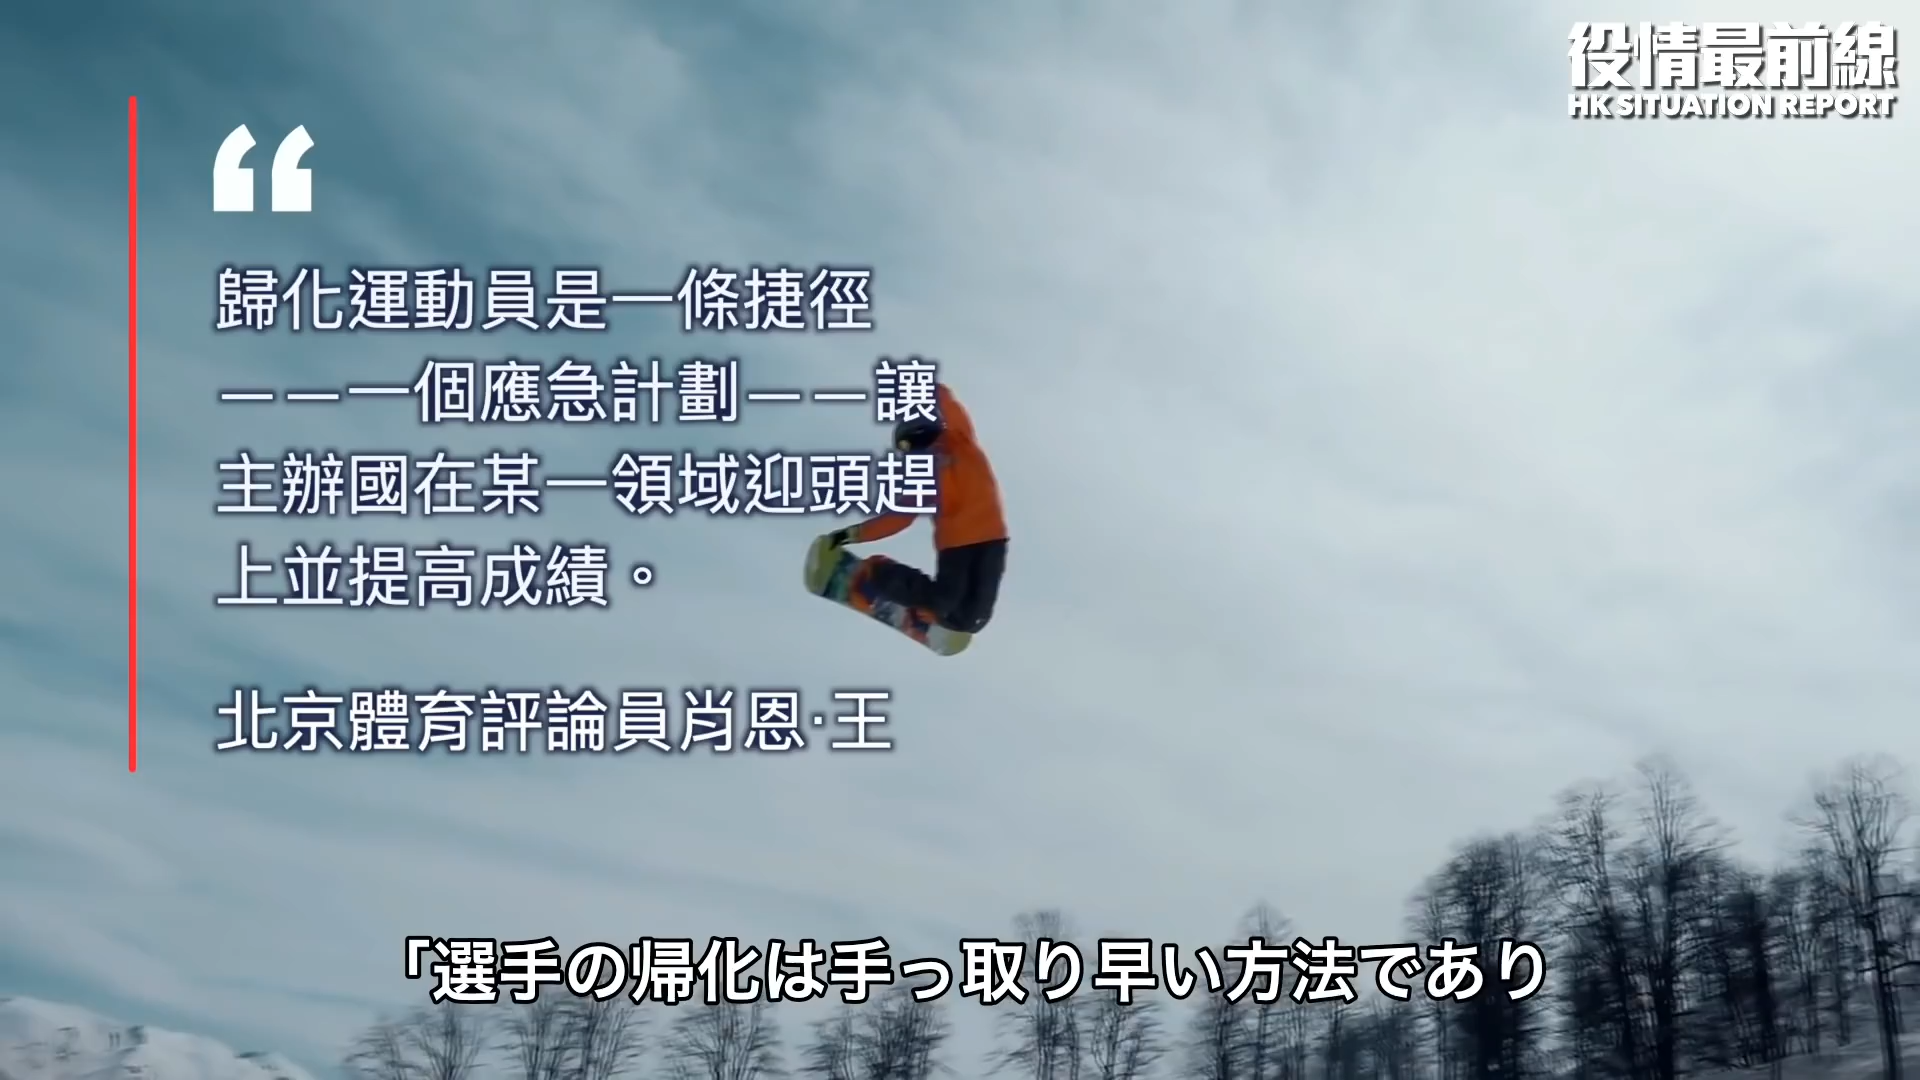 役情最前線
HK SITUATION REPORT
“
歸化運動員是一條捷徑
——一個應急計劃——讓
主辦國在某一領域迎頭趕
上並提高成績。
北京體育評論員肖恩·王
「選手の帰化は手っ取り早い方法であり